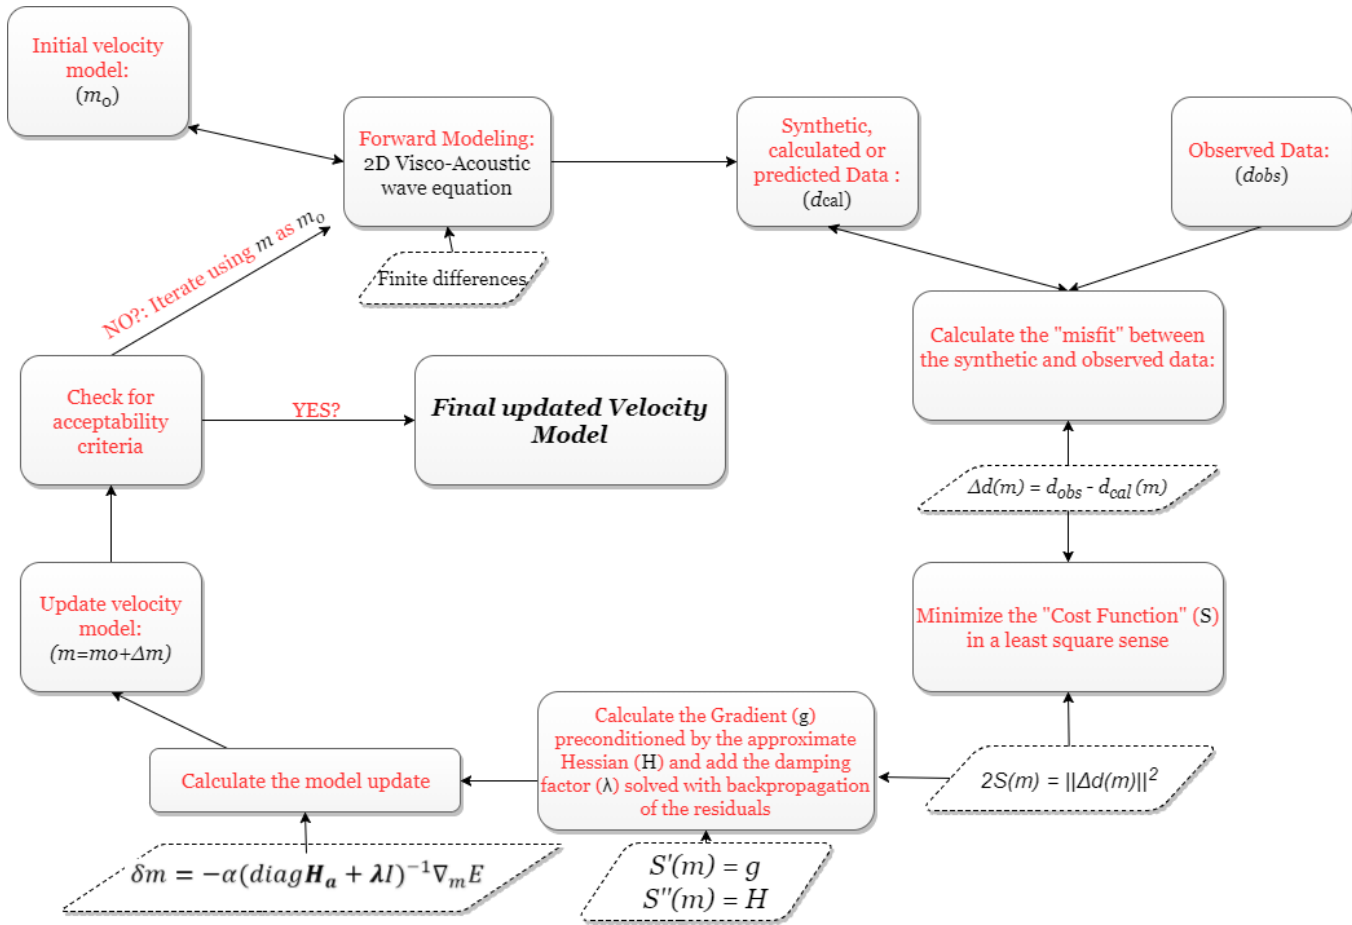 Initial velocity
model:
(mₒ)
Forward Modeling:
2D Visco-Acoustic
wave equation
Synthetic,
calculated or
predicted Data :
(dcal)
Observed Data:
(dobs)
Finite differences
NO?: Iterate using m as mₒ
Calculate the "misfit" between
the synthetic and observed data:
Check for
acceptability
criteria
YES?
Final updated Velocity
Model
Δd(m) = d_obs - d_cal (m)
Update velocity
model:
(m=mo+Δm)
Minimize the "Cost Function" (S)
in a least square sense
Calculate the Gradient (g)
preconditioned by the approximate
Hessian (H) and add the damping
factor (λ) solved with backpropagation
of the residuals
Calculate the model update
2S(m) = ||Δd(m)||²
δm = −α(diagHₐ + λI)⁻¹∇ₘE
S'(m) = g
S''(m) = H